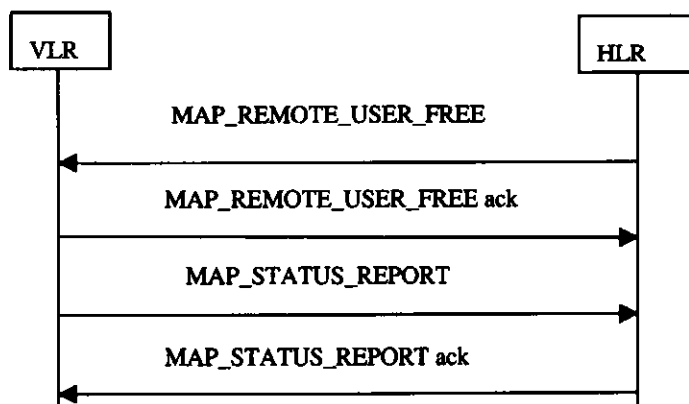 VLR
HLR
MAP_REMOTE_USER_FREE
MAP_REMOTE_USER_FREE ack
MAP_STATUS_REPORT
MAP_STATUS_REPORT ack